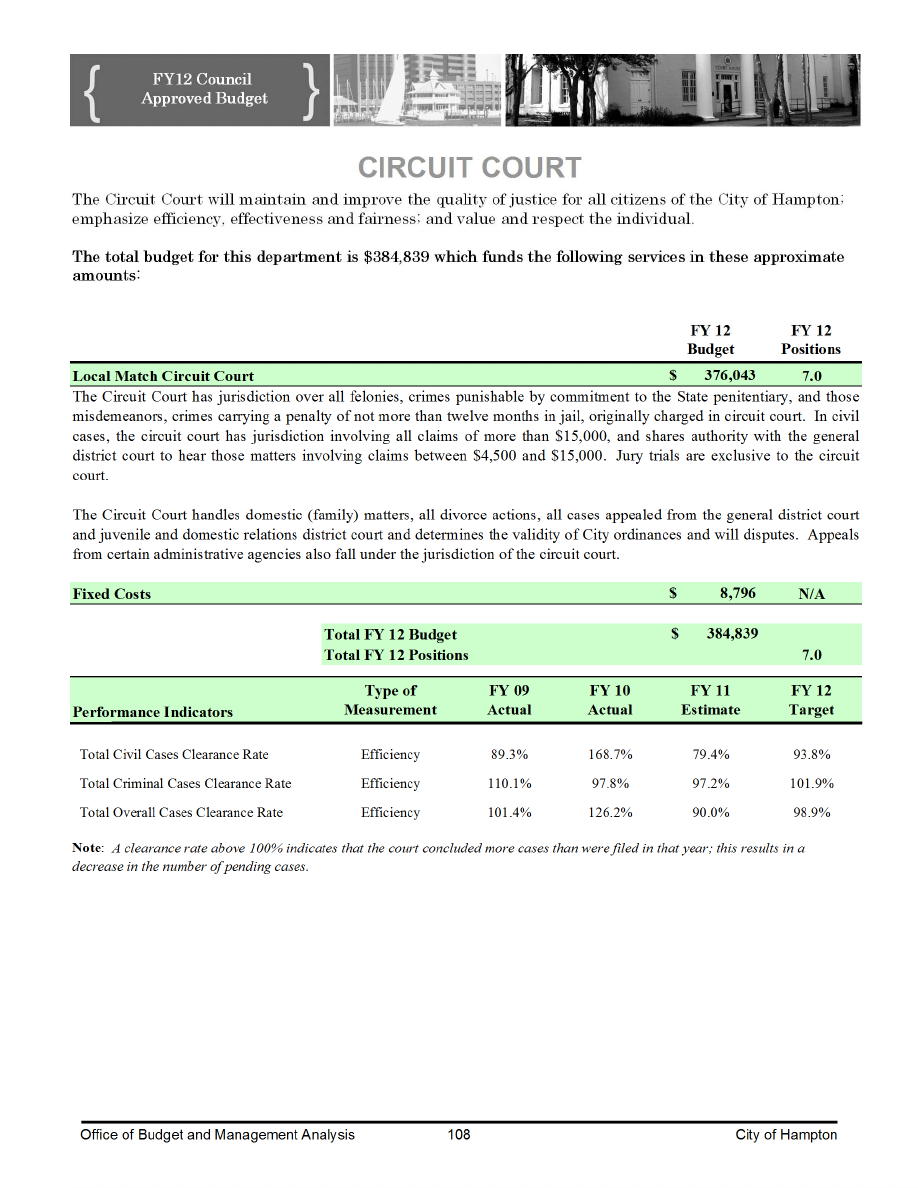 FY12 Council
Approved Budget
CIRCUIT COURT
The Circuit Court will maintain and improve the quality of justice for all citizens of the City of Hampton;
emphasize efficiency, effectiveness and fairness; and value and respect the individual.
The total budget for this department is $384,839 which funds the following services in these approximate
amounts:
FY 12 FY 12
Budget Positions
Local Match Circuit Court $ 376,043 7.0
The Circuit Court has jurisdiction over all felonies, crimes punishable by commitment to the State penitentiary, and those
misdemeanors, crimes carrying a penalty of not more than twelve months in jail, originally charged in circuit court. In civil
cases, the circuit court has jurisdiction involving all claims of more than $15,000, and shares authority with the general
district court to hear those matters involving claims between $4,500 and $15,000. Jury trials are exclusive to the circuit
court.
The Circuit Court handles domestic (family) matters, all divorce actions, all cases appealed from the general district court
and juvenile and domestic relations district court and determines the validity of City ordinances and will disputes. Appeals
from certain administrative agencies also fall under the jurisdiction of the circuit court.
Fixed Costs $ 8,796 N/A
Total FY 12 Budget $ 384,839
Total FY 12 Positions 7.0
Type of FY 09 FY 10 FY 11 FY 12
Performance Indicators Measurement Actual Actual Estimate Target
Total Civil Cases Clearance Rate Efficiency 89.3% 168.7% 79.4% 93.8%
Total Criminal Cases Clearance Rate Efficiency 110.1% 97.8% 97.2% 101.9%
Total Overall Cases Clearance Rate Efficiency 101.4% 126.2% 90.0% 98.9%
Note: A clearance rate above 100% indicates that the court concluded more cases than were filed in that year; this results in a
decrease in the number of pending cases.
Office of Budget and Management Analysis 108 City of Hampton